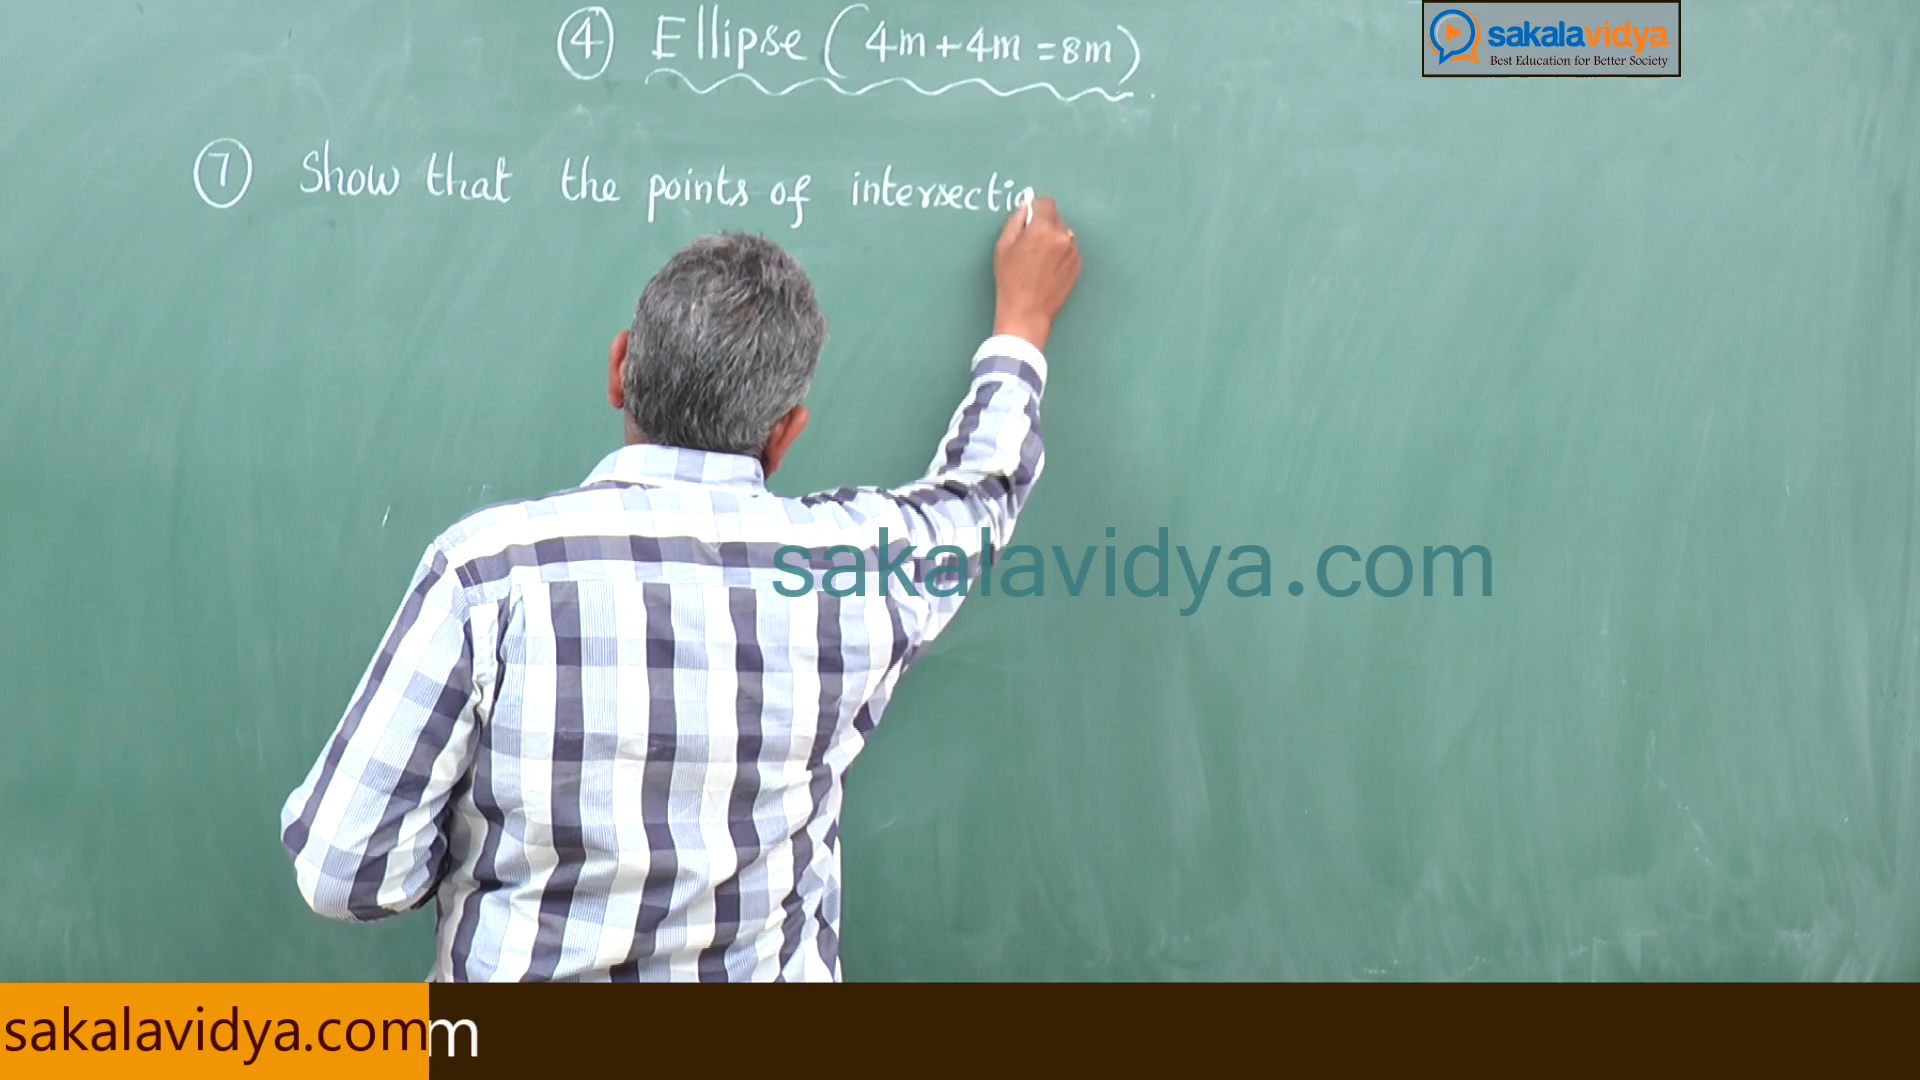 ④ Ellipse (4m+4m=8m)
sakalavidya
Best Education for Better Society
⑦ Show that the points of intersectio
sakalavidya.com
sakalavidya.com m